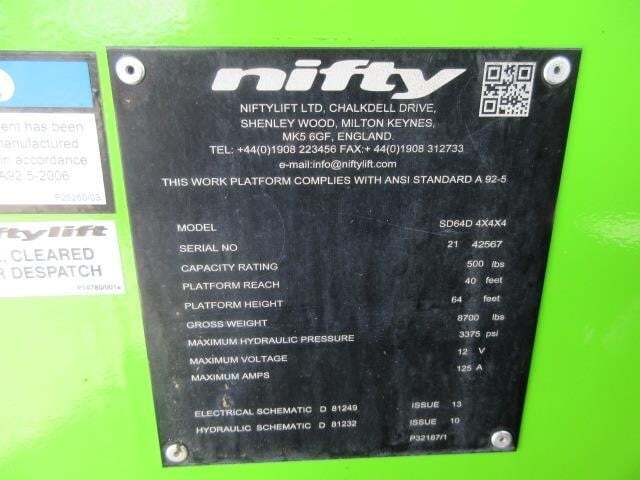 nifty
NIFTYLIFT LTD, CHALKDELL DRIVE,
SHENLEY WOOD, MILTON KEYNES,
MK5 6GF, ENGLAND.
TEL: +44(0)1908 223456 FAX:+ 44(0)1908 312733
e-mail:info@niftylift.com
THIS WORK PLATFORM COMPLIES WITH ANSI STANDARD A 92-5
MODEL SD64D 4X4X4
SERIAL NO 21 42567
CAPACITY RATING 500 lbs
PLATFORM REACH 40 feet
PLATFORM HEIGHT 64 feet
GROSS WEIGHT 8700 lbs
MAXIMUM HYDRAULIC PRESSURE 3375 psi
MAXIMUM VOLTAGE 12 V
MAXIMUM AMPS 125 A
ELECTRICAL SCHEMATIC D 81249 ISSUE 13
HYDRAULIC SCHEMATIC D 81232 ISSUE 10
P32187/1
ent has been
manufactured
in accordance
A92.5-2006
ftylift
CLEARED
R DESPATCH